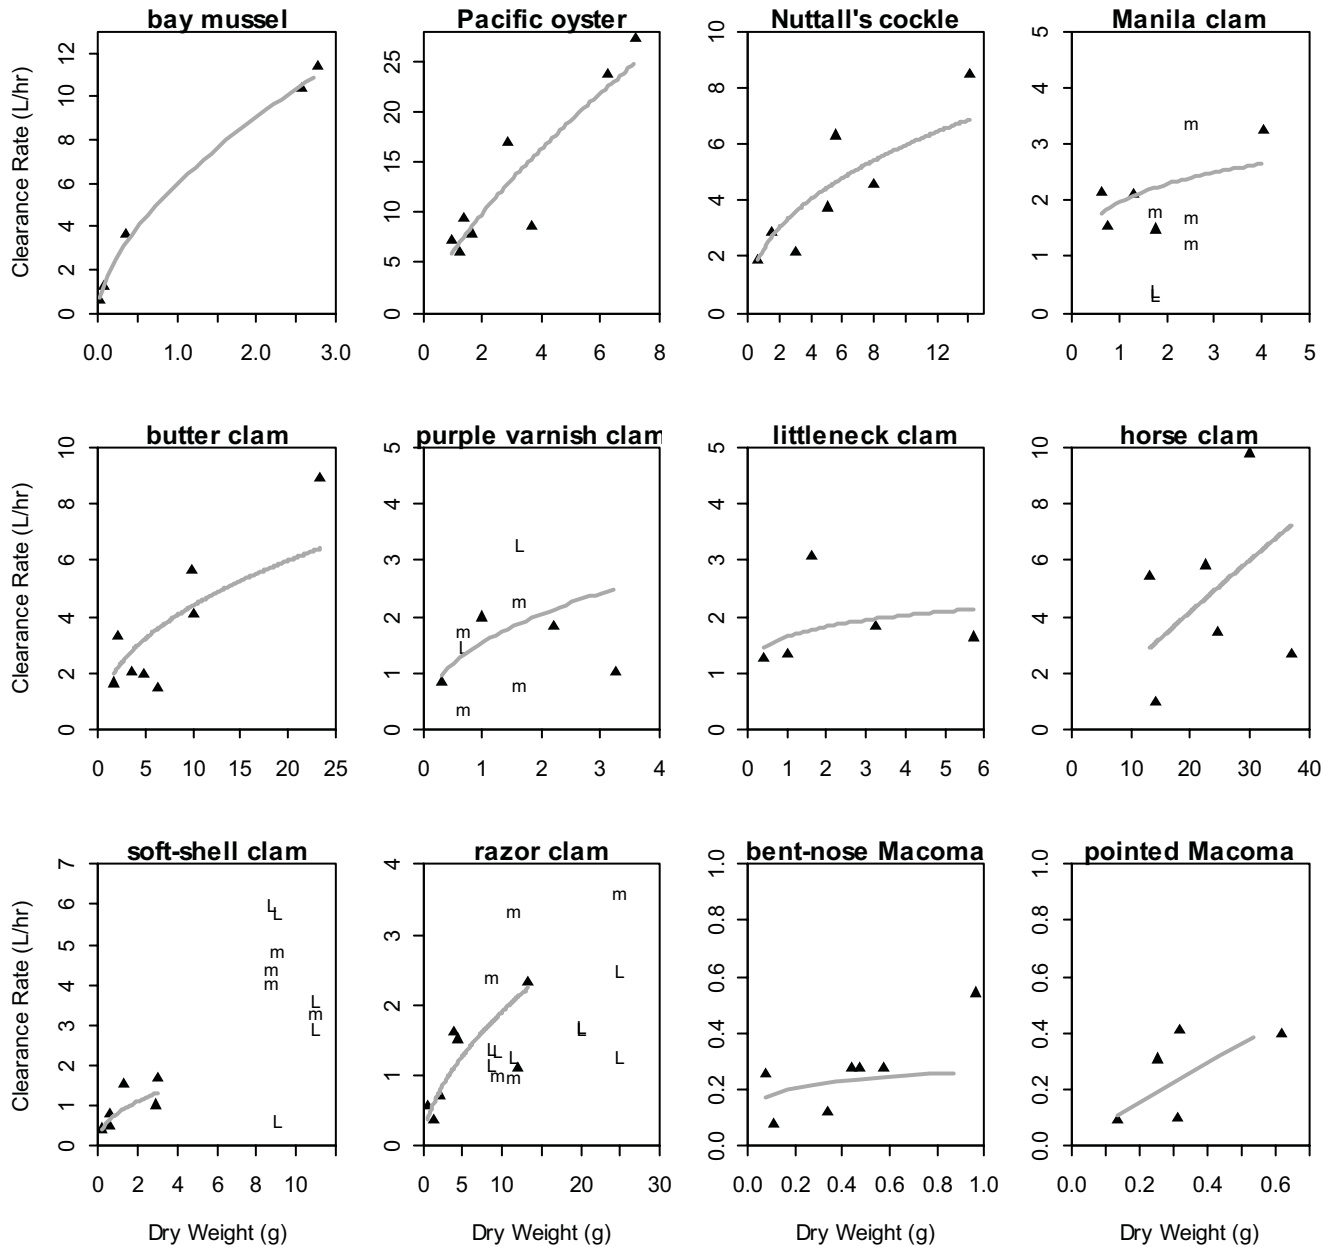 bay mussel
Pacific oyster
Nuttall's cockle
Manila clam
Clearance Rate (L/hr)
0 2 4 6 8 10 12
0 5 10 15 20 25
0 2 4 6 8 10
0 1 2 3 4 5
m
m
m
m
L
L
0.0 1.0 2.0 3.0
0 2 4 6 8
0 2 4 6 8 12
0 1 2 3 4 5
butter clam
purple varnish clam
littleneck clam
horse clam
Clearance Rate (L/hr)
0 2 4 6 8 10
0 1 2 3 4 5
0 1 2 3 4 5
0 2 4 6 8 10
L
m
m
L
m
m
0 5 10 15 20 25
0 1 2 3 4
0 1 2 3 4 5 6
0 10 20 30 40
soft-shell clam
razor clam
bent-nose Macoma
pointed Macoma
Clearance Rate (L/hr)
0 1 2 3 4 5 6 7
0 1 2 3 4
0.0 0.2 0.4 0.6 0.8 1.0
0.0 0.2 0.4 0.6 0.8 1.0
L
L
m
m
m
L
m
L
L
m
m
m
L
L
L
L
L
L
L
L
m
m
0 2 4 6 8 10
0 5 10 15 20 30
0.0 0.2 0.4 0.6 0.8 1.0
0.0 0.2 0.4 0.6
Dry Weight (g)
Dry Weight (g)
Dry Weight (g)
Dry Weight (g)